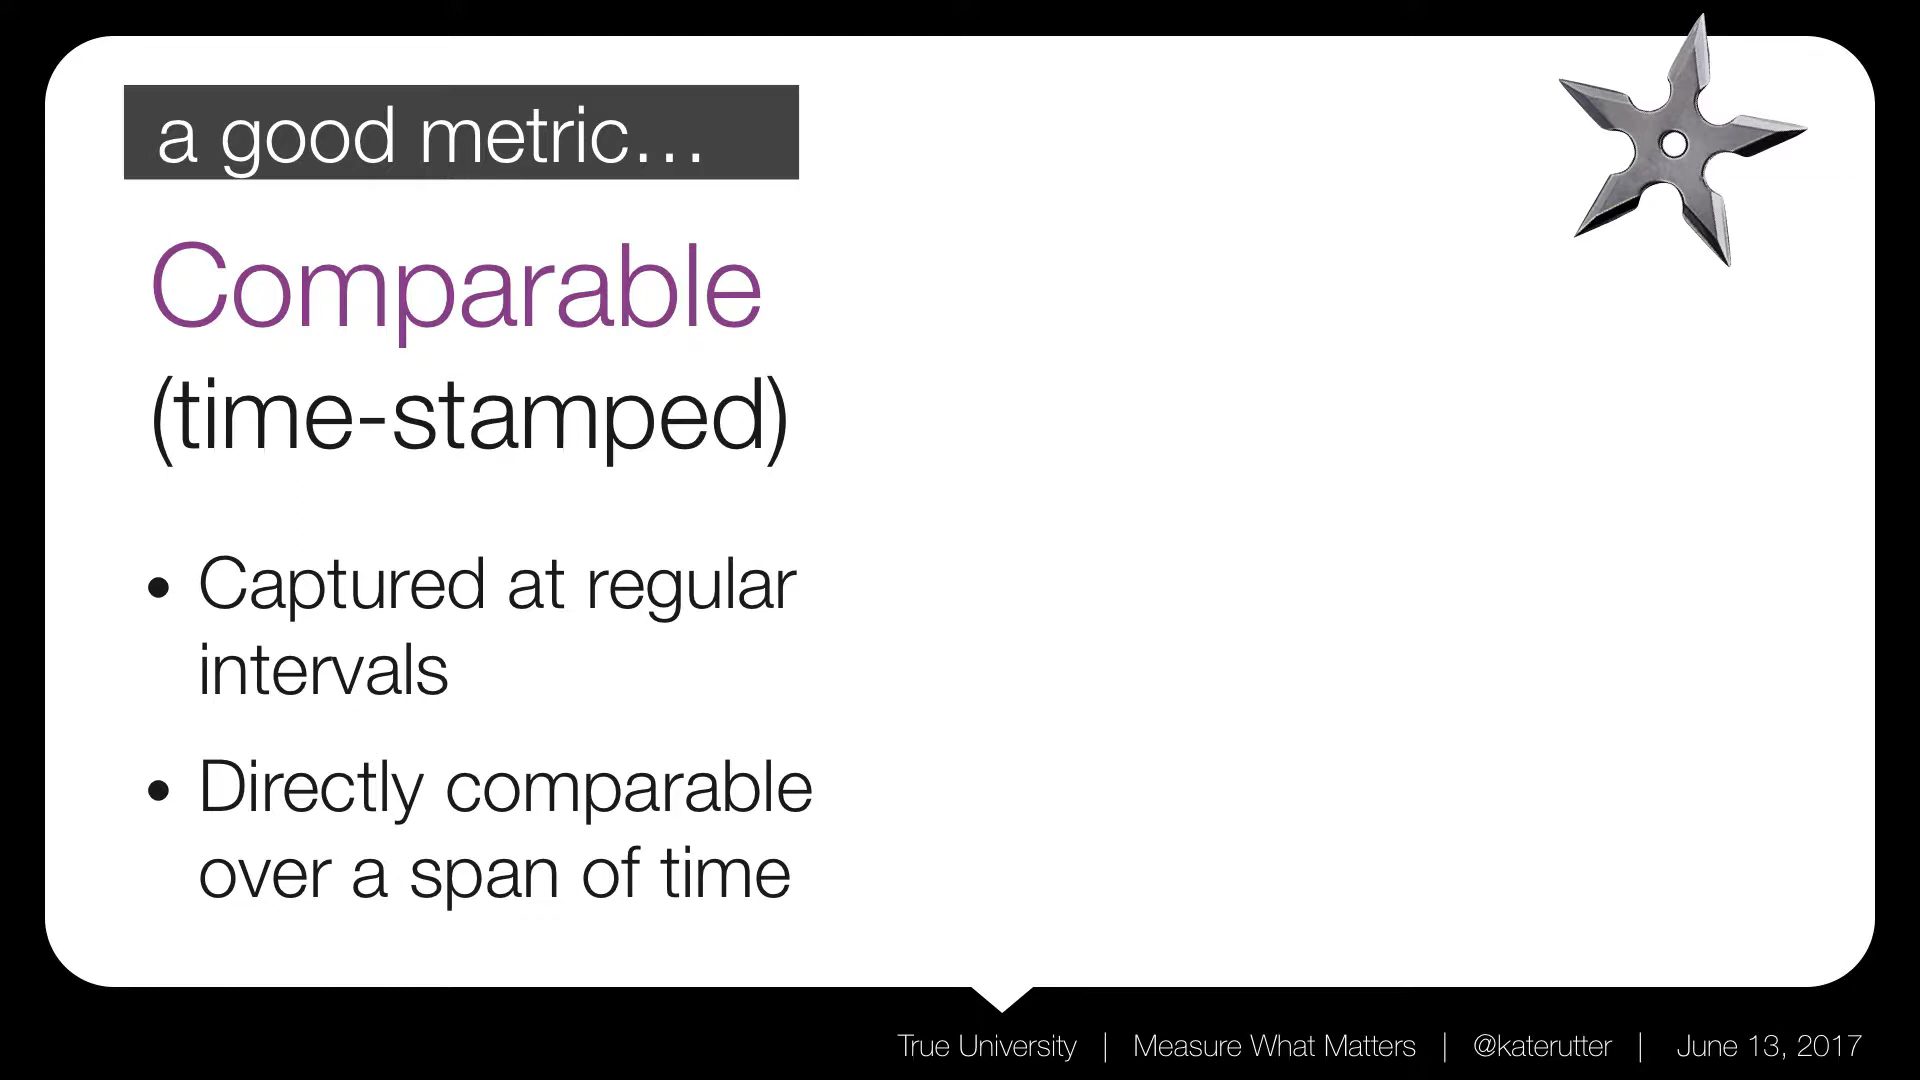 a good metric…
Comparable
(time-stamped)
• Captured at regular
intervals
• Directly comparable
over a span of time
True University | Measure What Matters | @katerutter | June 13, 2017